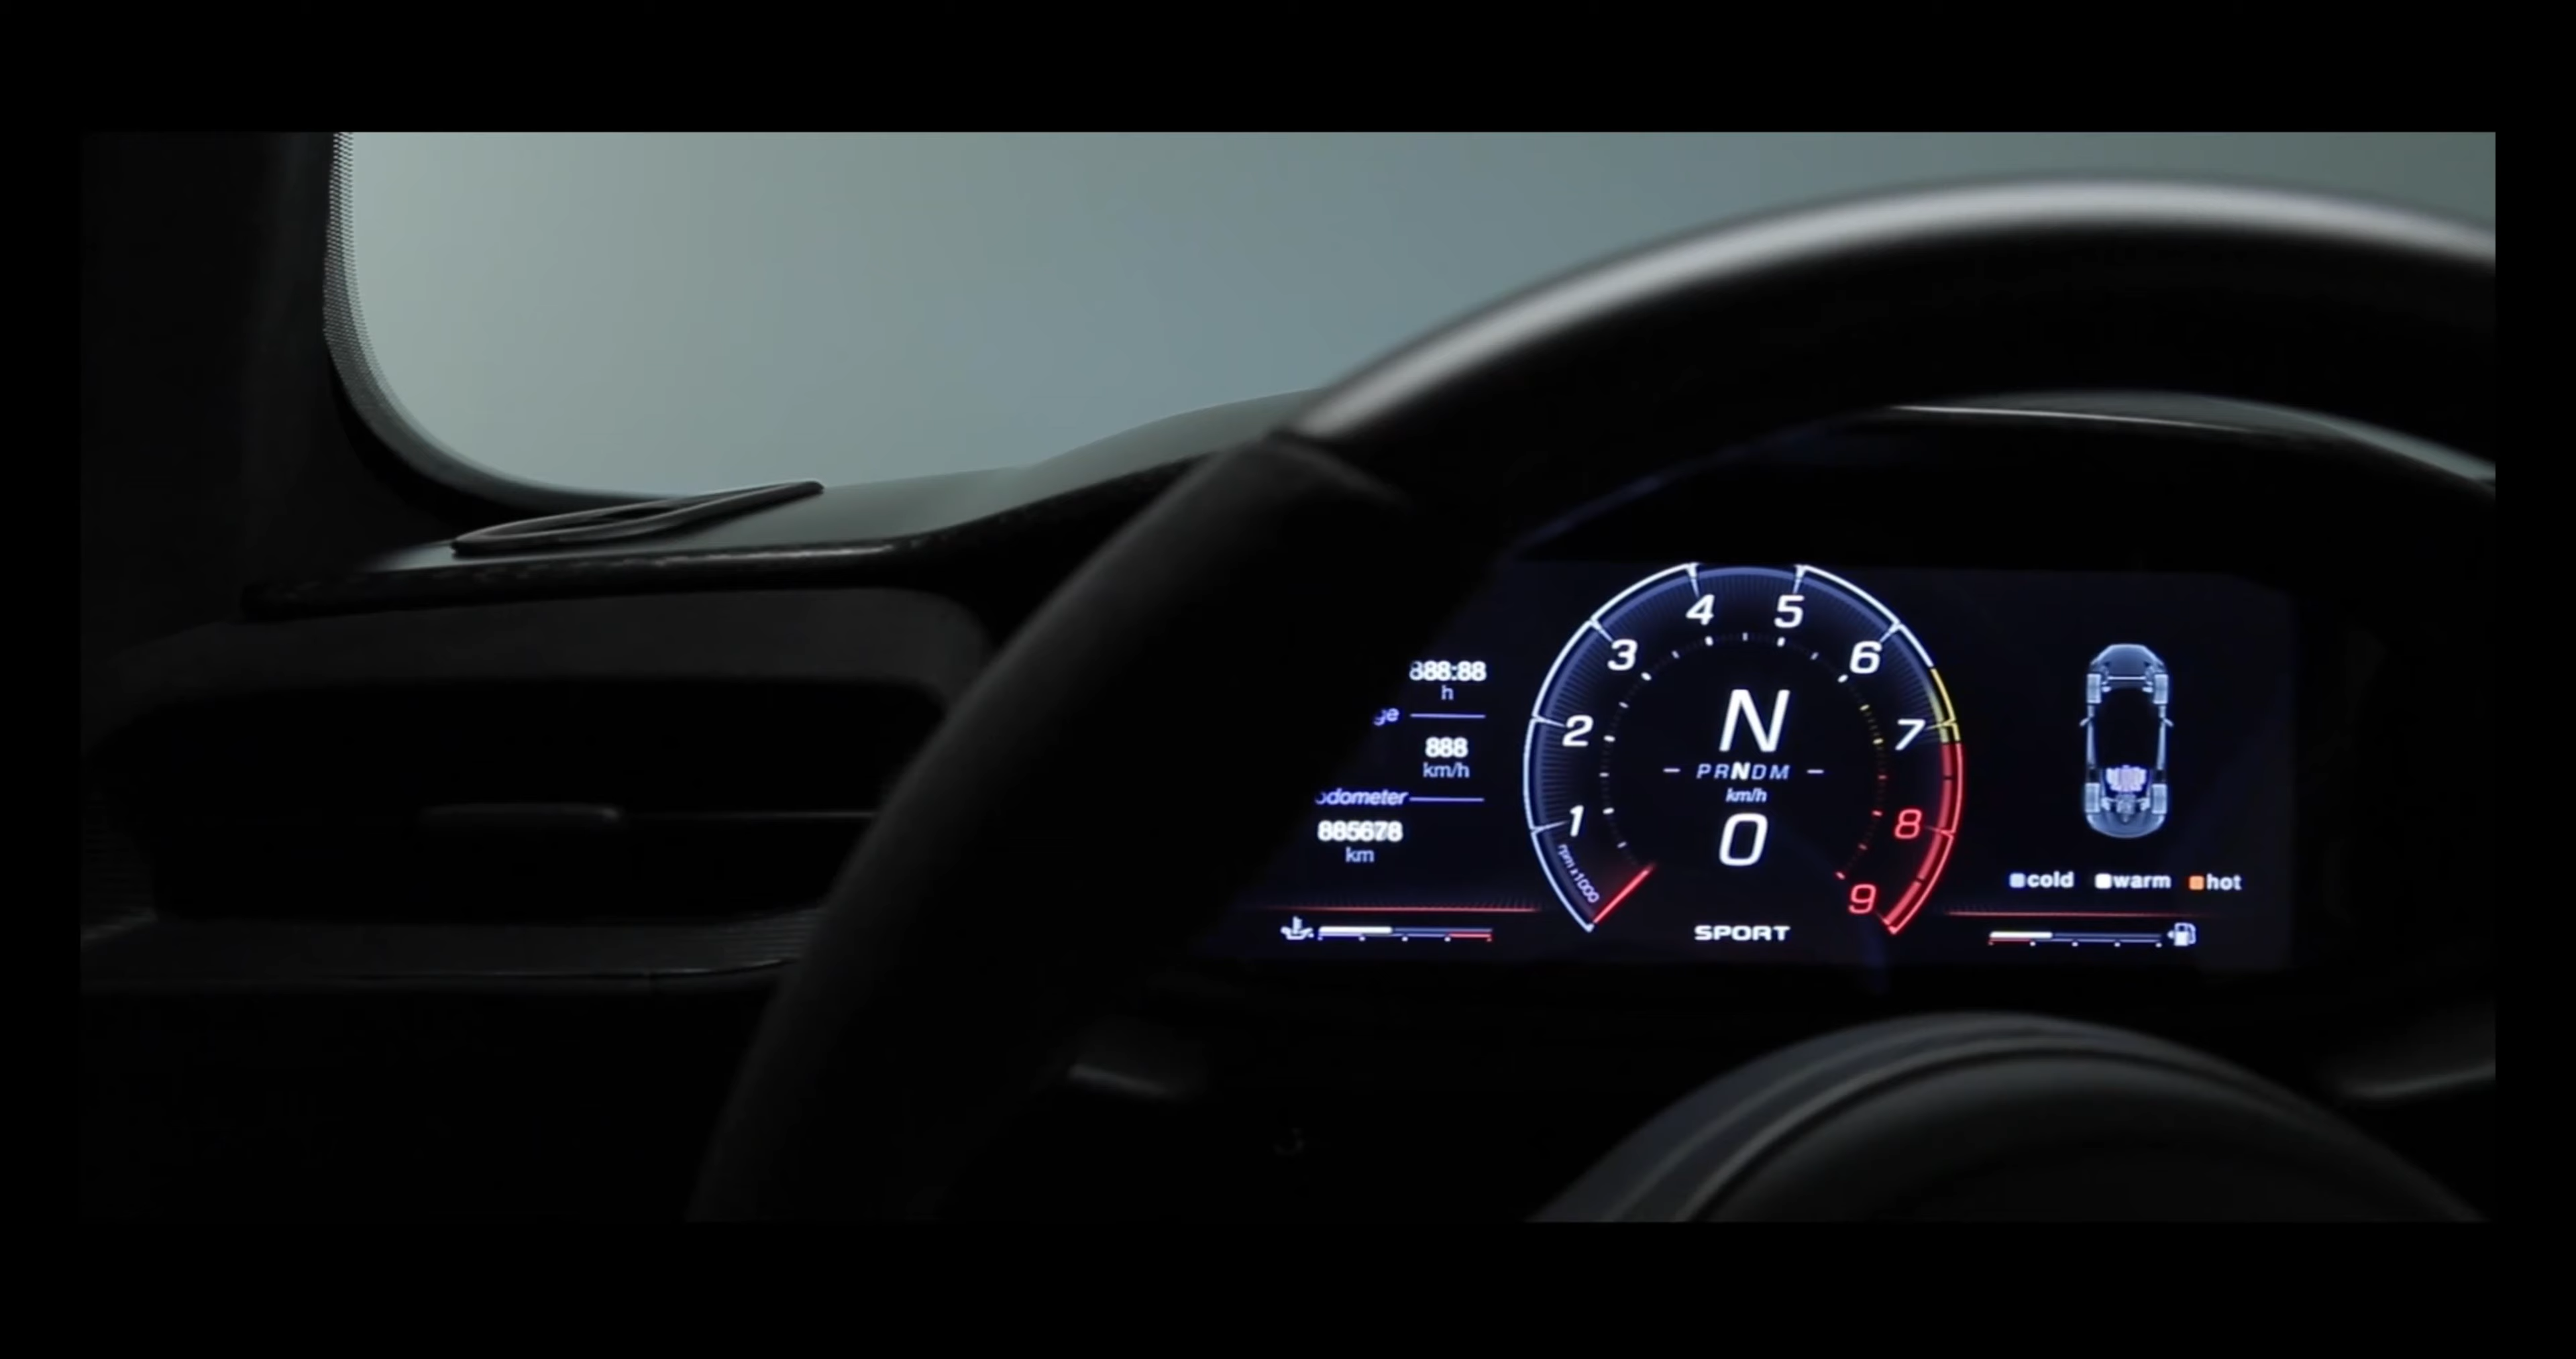 888:88
h
ge
888
km/h
odometer
885678
km
1
2
3
4
5
6
7
8
9
rpm x1000
N
PRNDM
km/h
0
SPORT
cold warm hot